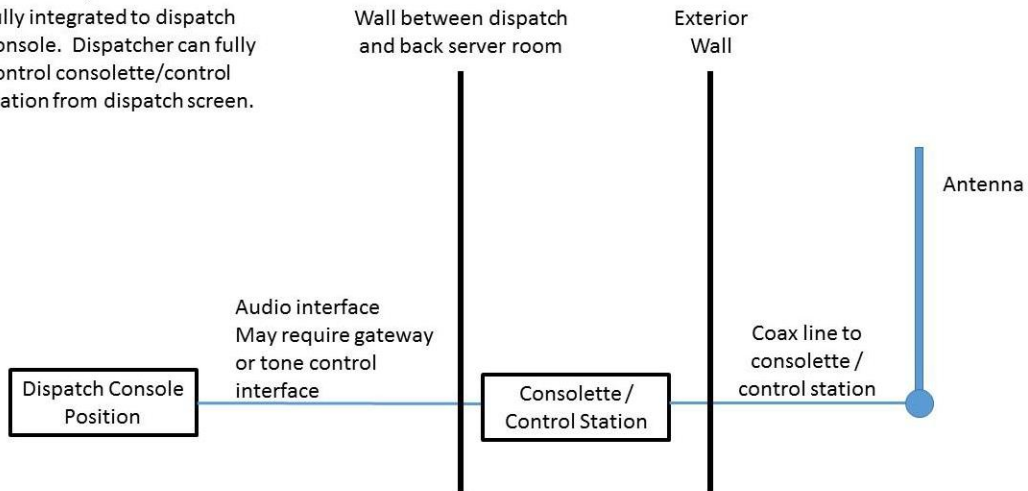 ully integrated to dispatch
onsole. Dispatcher can fully
ontrol consolette/control
ation from dispatch screen.
Wall between dispatch
and back server room
Exterior
Wall
Antenna
Audio interface
May require gateway
or tone control
interface
Coax line to
consolette /
control station
Dispatch Console
Position
Consolette /
Control Station